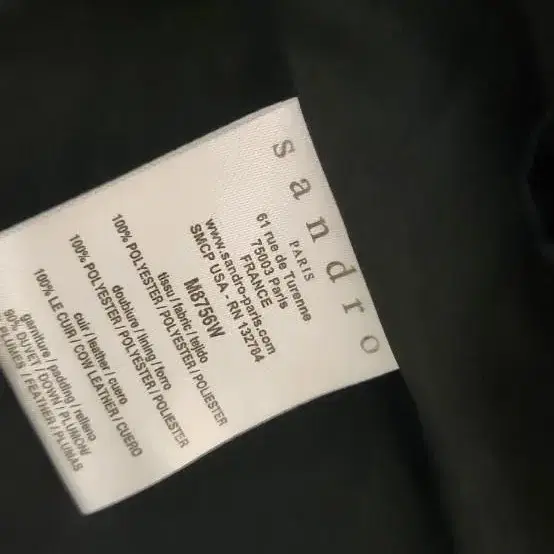 sandro
PARIS
61 rue de Turenne
75003 Paris
FRANCE
www.sandro-paris.com
SMCP USA - RN 132784
M8756W
tissu / fabric / tejido
100% POLYESTER / POLYESTER / POLIESTER
doublure / lining / forro
100% POLYESTER / POLYESTER / POLIESTER
cuir / leather / cuero
100% LE CUIR / COW LEATHER / CUERO
garniture / padding / relleno
90% DUVET / DOWN / PLUMON
PLUMES / FEATHER / PLUMAS